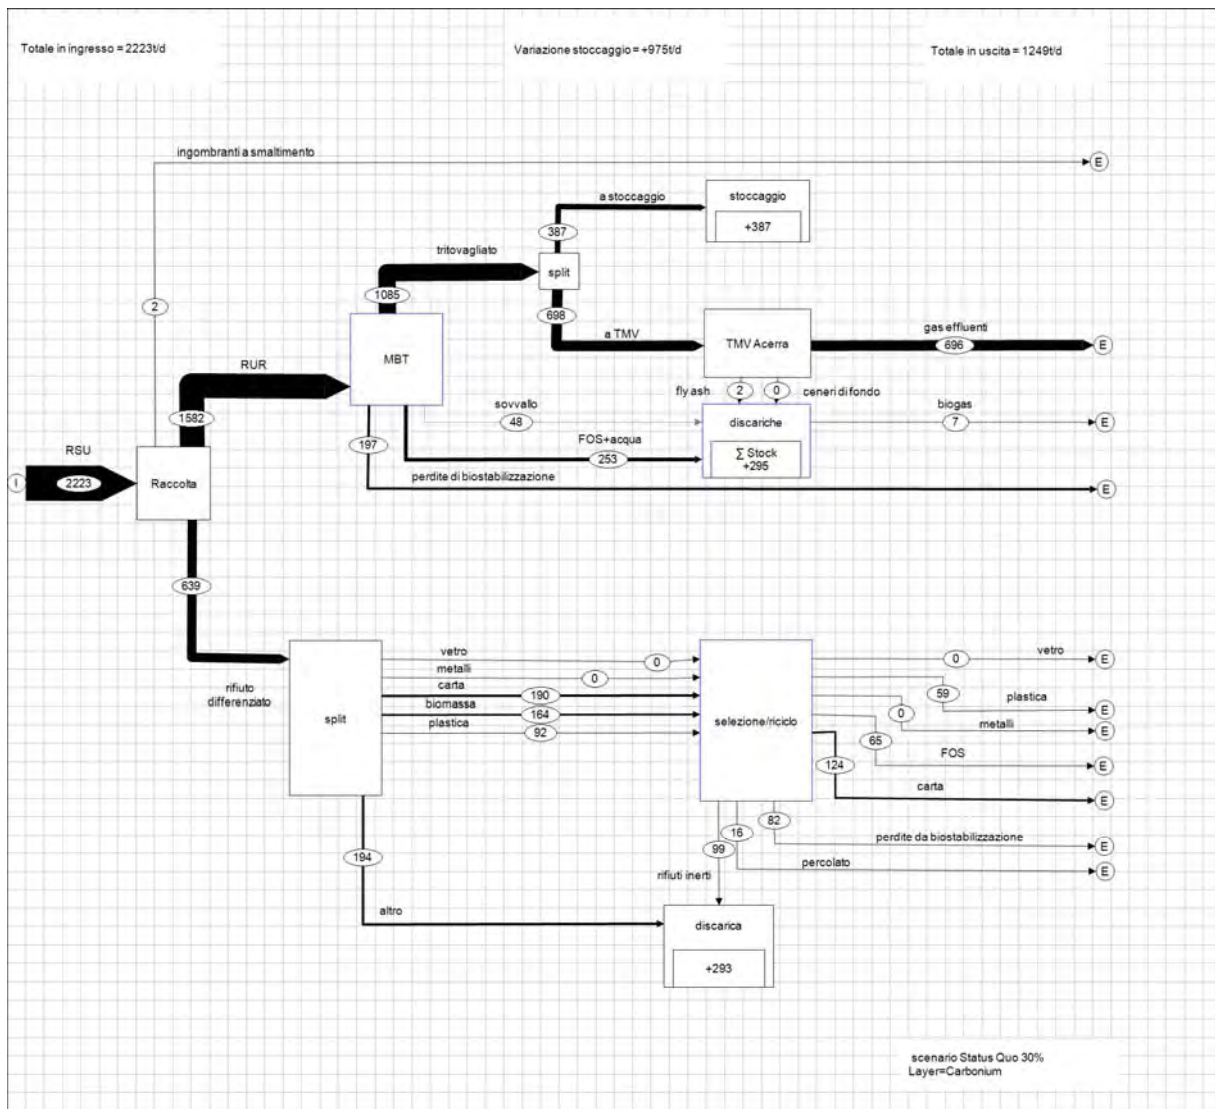 Totale in ingresso = 2223t/d
Variazione stoccaggio = +975t/d
Totale in uscita = 1249t/d
ingombranti a smaltimento
E
a stoccaggio
stoccaggio
+387
387
tritovagliato
split
1085
2
698
a TMV
TMV Acerra
gas effluenti
696
E
MBT
RUR
fly ash
2
0
ceneri di fondo
sovvallo
48
discariche
biogas
7
E
1582
197
FOS+acqua
253
∑ Stock
+295
RSU
perdite di biostabilizzazione
E
I
2223
Raccolta
639
vetro
0
0
vetro
E
metalli
0
rifiuto
differenziato
carta
190
59
plastica
E
biomassa
164
0
metalli
E
split
plastica
92
selezione/riciclo
65
FOS
E
124
carta
E
82
16
perdite da biostabilizzazione
E
99
194
percolato
E
rifiuti inerti
altro
discarica
+293
scenario Status Quo 30%
Layer=Carbonium